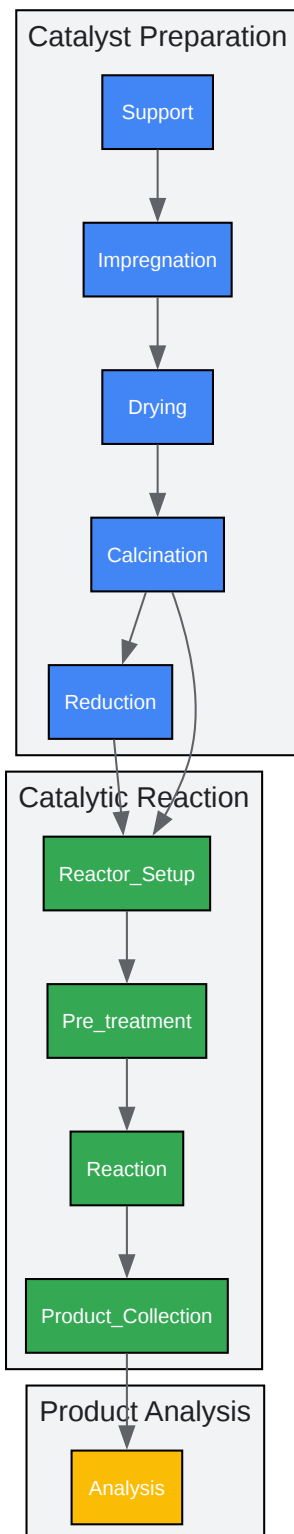 Catalyst Preparation
Support
Impregnation
Drying
Calcination
Reduction
Catalytic Reaction
Reactor_Setup
Pre_treatment
Reaction
Product_Collection
Product Analysis
Analysis